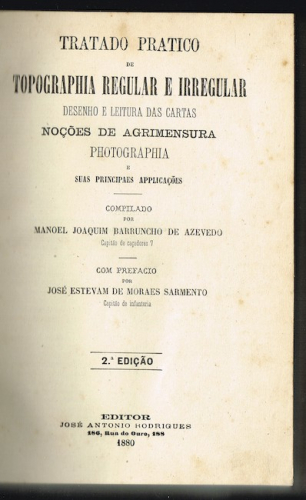 TRATADO PRATICO
DE
TOPOGRAPHIA REGULAR E IRREGULAR
DESENHO E LEITURA DAS CARTAS
NOÇÕES DE AGRIMENSURA
PHOTOGRAPHIA
E
SUAS PRINCIPAES APPLICAÇÕES
COMPILADO
POR
MANOEL JOAQUIM BARRUNCHO DE AZEVEDO
Capitão de caçadores 7
COM PREFACIO
POR
JOSÉ ESTEVAM DE MORAES SARMENTO
Capitão de infanteria
2.ª EDIÇÃO
EDITOR
JOSÉ ANTONIO RODRIGUES
186, Rua do Ouro, 188
1880